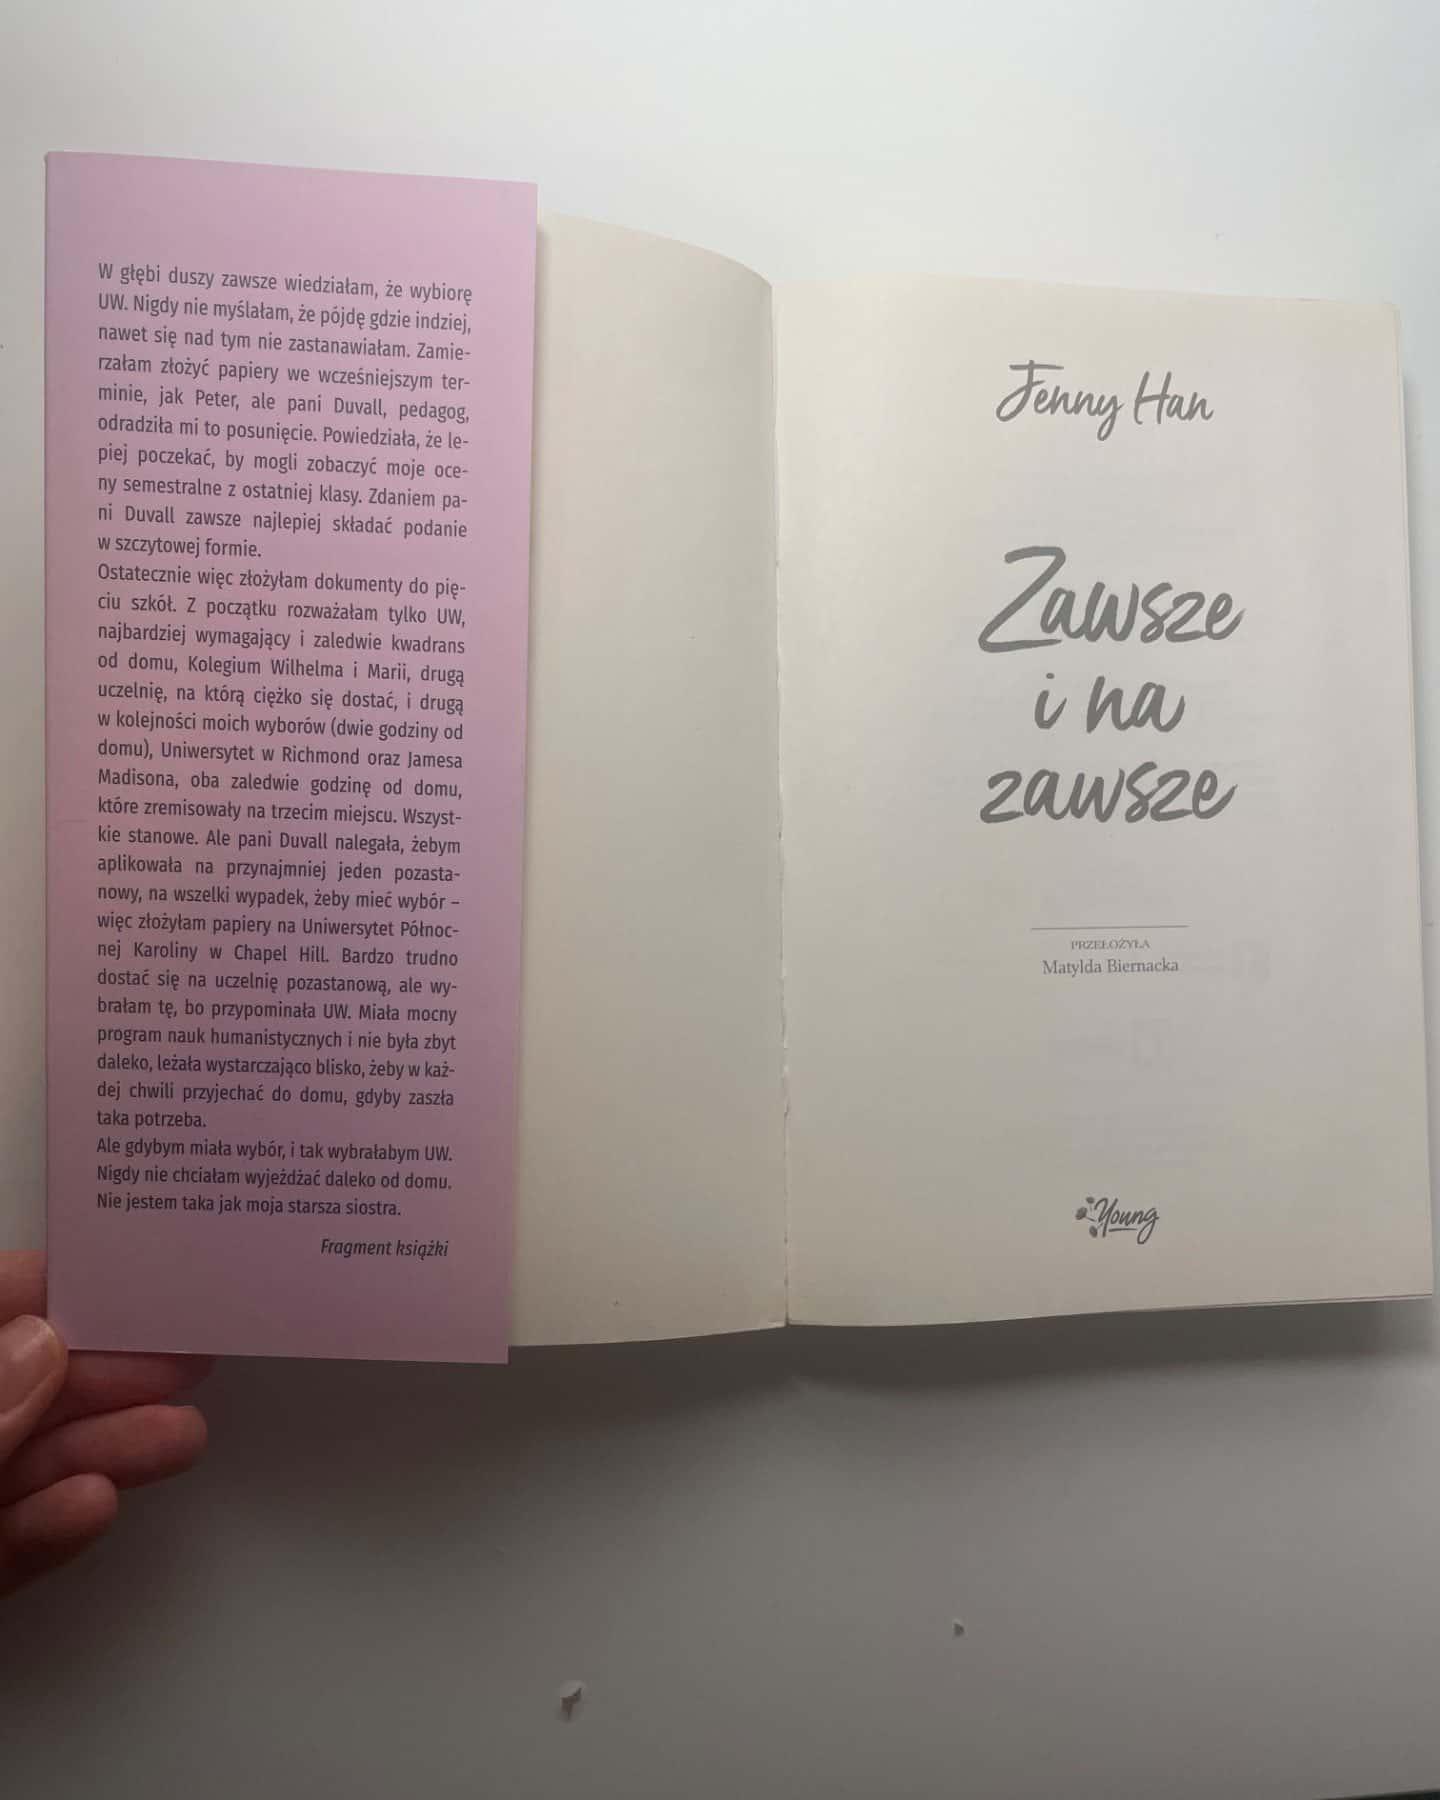 W głębi duszy zawsze wiedziałam, że wybiorę
UW. Nigdy nie myślałam, że pójdę gdzie indziej,
nawet się nad tym nie zastanawiałam. Zamie-
rzałam złożyć papiery we wcześniejszym ter-
minie, jak Peter, ale pani Duvall, pedagog,
odradziła mi to posunięcie. Powiedziała, że le-
piej poczekać, by mogli zobaczyć moje oce-
ny semestralne z ostatniej klasy. Zdaniem pa-
ni Duvall zawsze najlepiej składać podanie
w szczytowej formie.
Ostatecznie więc złożyłam dokumenty do pię-
ciu szkół. Z początku rozważałam tylko UW,
najbardziej wymagający i zaledwie kwadrans
od domu, Kolegium Wilhelma i Marii, drugą
uczelnię, na którą ciężko się dostać, i drugą
w kolejności moich wyborów (dwie godziny od
domu), Uniwersytet w Richmond oraz Jamesa
Madisona, oba zaledwie godzinę od domu,
które zremisowały na trzecim miejscu. Wszyst-
kie stanowe. Ale pani Duvall nalegała, żebym
aplikowała na przynajmniej jeden pozasta-
nowy, na wszelki wypadek, żeby mieć wybór –
więc złożyłam papiery na Uniwersytet Północ-
nej Karoliny w Chapel Hill. Bardzo trudno
dostać się na uczelnię pozastanową, ale wy-
brałam tę, bo przypominała UW. Miała mocny
program nauk humanistycznych i nie była zbyt
daleko, leżała wystarczająco blisko, żeby w każ-
dej chwili przyjechać do domu, gdyby zaszła
taka potrzeba.
Ale gdybym miała wybór, i tak wybrałabym UW.
Nigdy nie chciałam wyjeżdżać daleko od domu.
Nie jestem taka jak moja starsza siostra.
Fragment książki
Jenny Han
Zawsze
i na
zawsze
PRZEŁOŻYŁA
Matylda Biernacka
Young